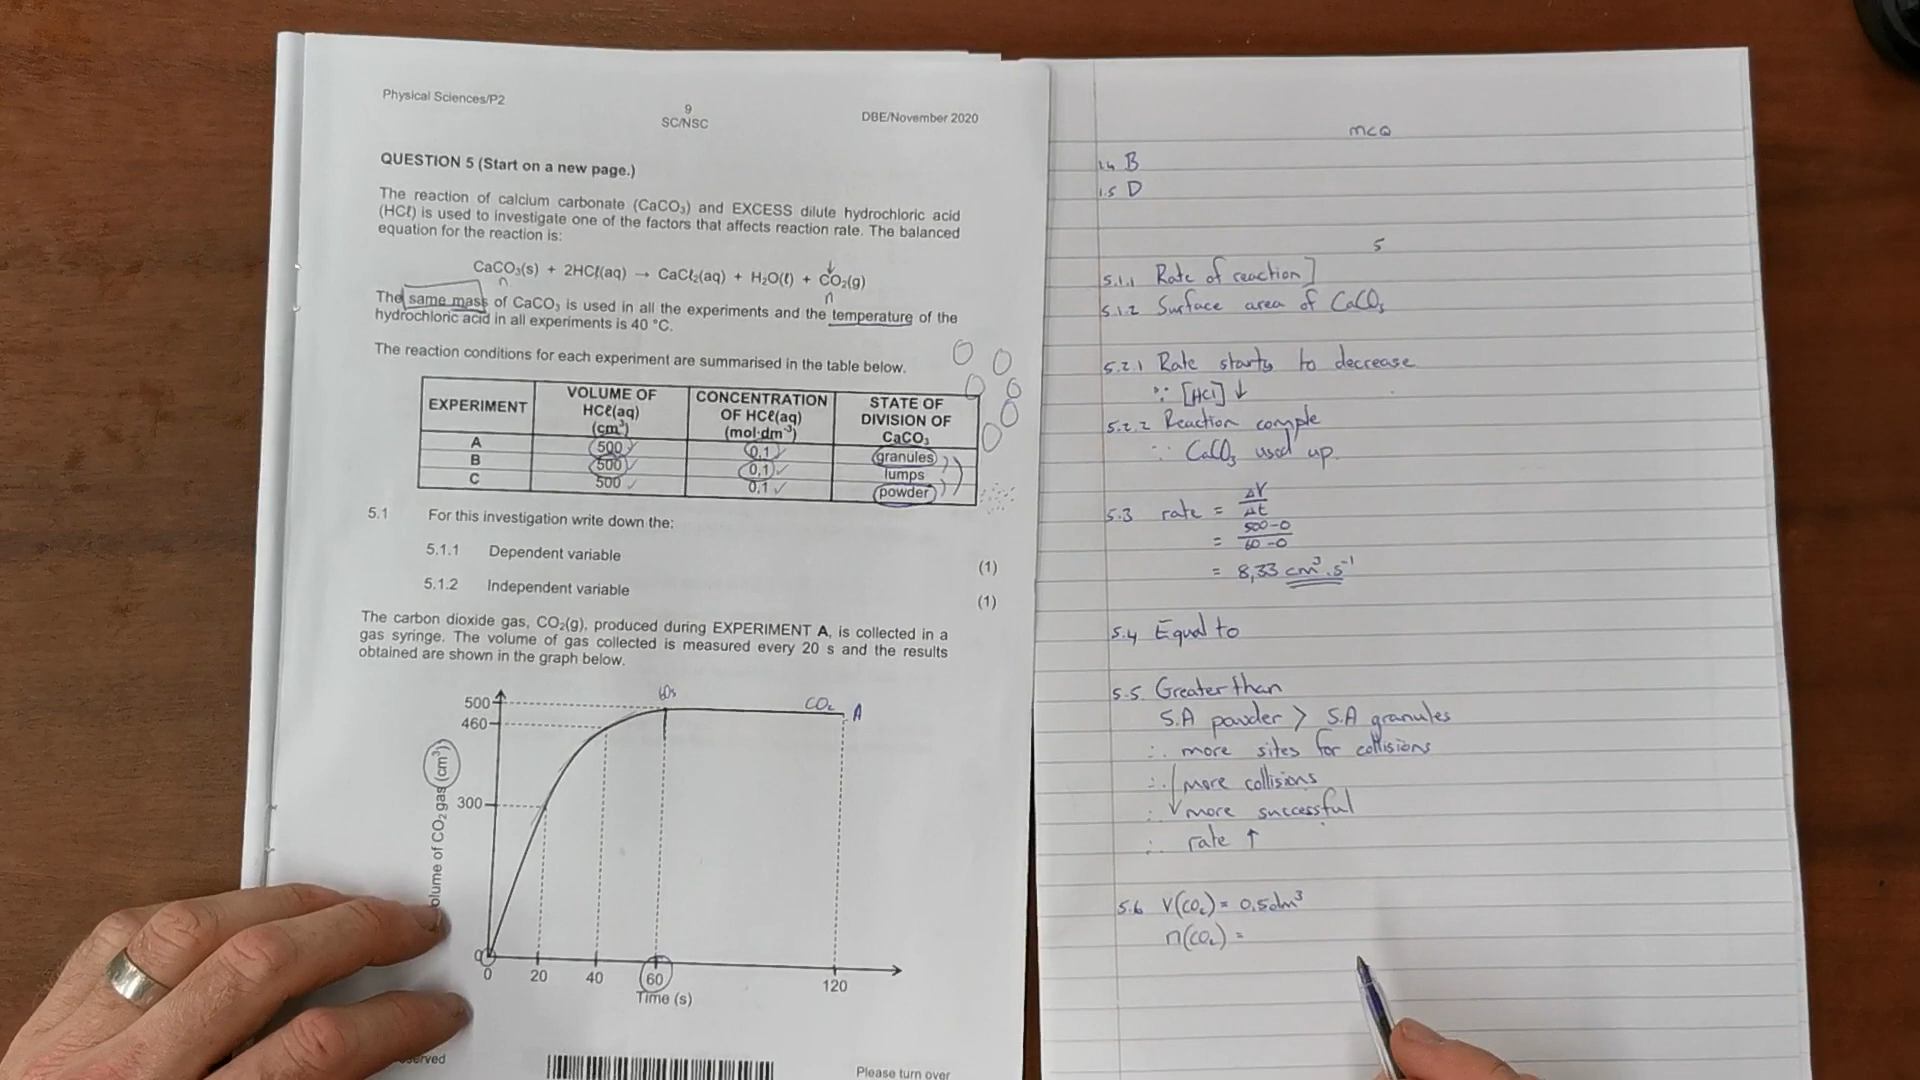 Physical Sciences/P2
9
SC/NSC
DBE/November 2020
QUESTION 5 (Start on a new page.)
The reaction of calcium carbonate (CaCO₃) and EXCESS dilute hydrochloric acid
(HCℓ) is used to investigate one of the factors that affects reaction rate. The balanced
equation for the reaction is:
CaCO₃(s) + 2HCℓ(aq) → CaCℓ₂(aq) + H₂O(ℓ) + CO₂(g)
n n
The same mass of CaCO₃ is used in all the experiments and the temperature of the
hydrochloric acid in all experiments is 40 °C.
The reaction conditions for each experiment are summarised in the table below.
EXPERIMENT
VOLUME OF
HCℓ(aq)
(cm³)
CONCENTRATION
OF HCℓ(aq)
(mol·dm⁻³)
STATE OF
DIVISION OF
CaCO₃
A 500 0,1 granules
B 500 0,1 lumps
C 500 0,1 powder
5.1 For this investigation write down the:
5.1.1 Dependent variable (1)
5.1.2 Independent variable (1)
The carbon dioxide gas, CO₂(g), produced during EXPERIMENT A, is collected in a
gas syringe. The volume of gas collected is measured every 20 s and the results
obtained are shown in the graph below.
500
460
300
0
60s
CO₂ A
olume of CO₂ gas (cm³)
0 20 40 60 120
Time (s)
erved
Please turn over
MCQ
1.4 B
1.5 D
5
5.1.1 Rate of reaction]
5.1.2 Surface area of CaCO₃
5.2.1 Rate starts to decrease
∵ [HCl] ↓
5.2.2 Reaction comple
∵ CaCO₃ used up.
5.3 rate = ΔV/Δt
= 500-0/60-0
= 8,33 cm³.s⁻¹
5.4 Equal to
5.5 Greater than
S.A powder > S.A granules
∴ more sites for collisions
∴ more collisions
∴ more successful
∴ rate ↑
5.6 V(CO₂) = 0,5dm³
n(CO₂) =